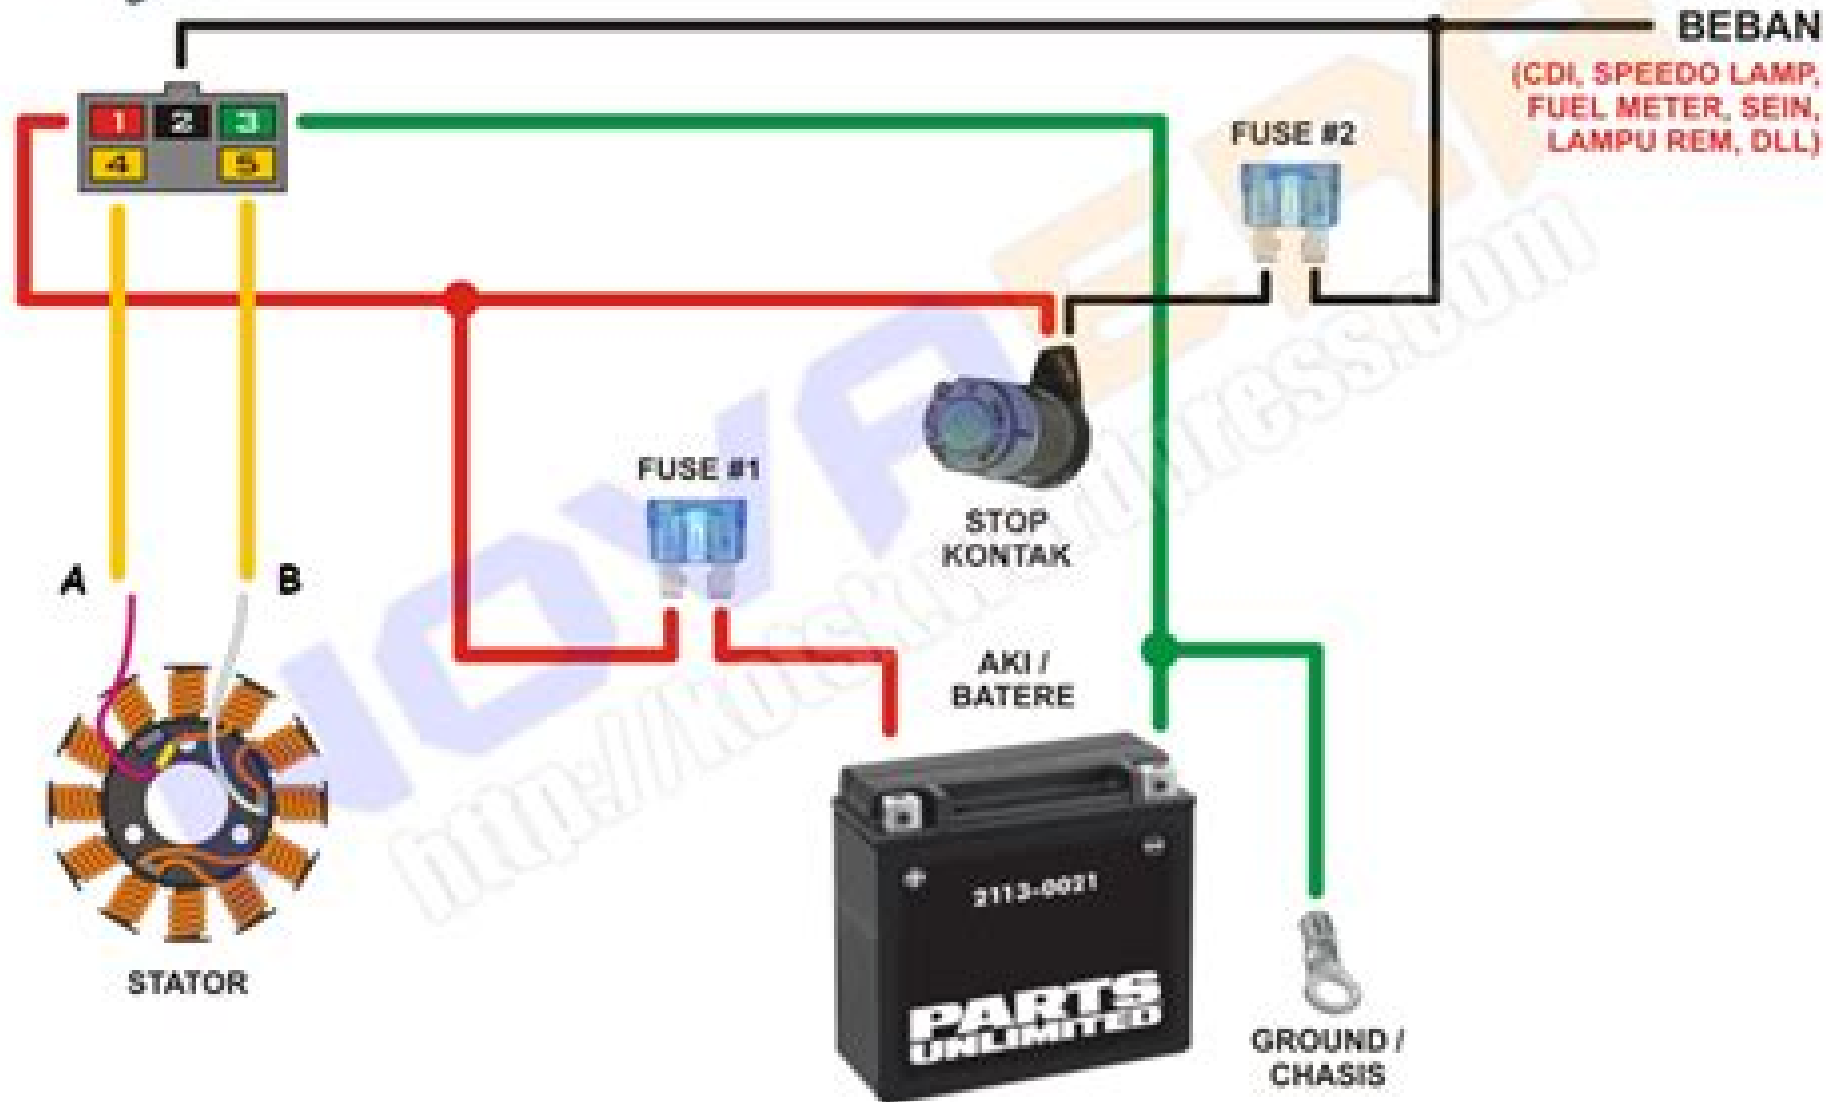 BEBAN
(CDI, SPEEDO LAMP,
FUEL METER, SEIN,
LAMPU REM, DLL)
1 2 3
4 5
FUSE #2
FUSE #1
STOP
KONTAK
A B
AKI /
BATERE
STATOR
2113-0021
PARTS
UNLIMITED
GROUND /
CHASIS